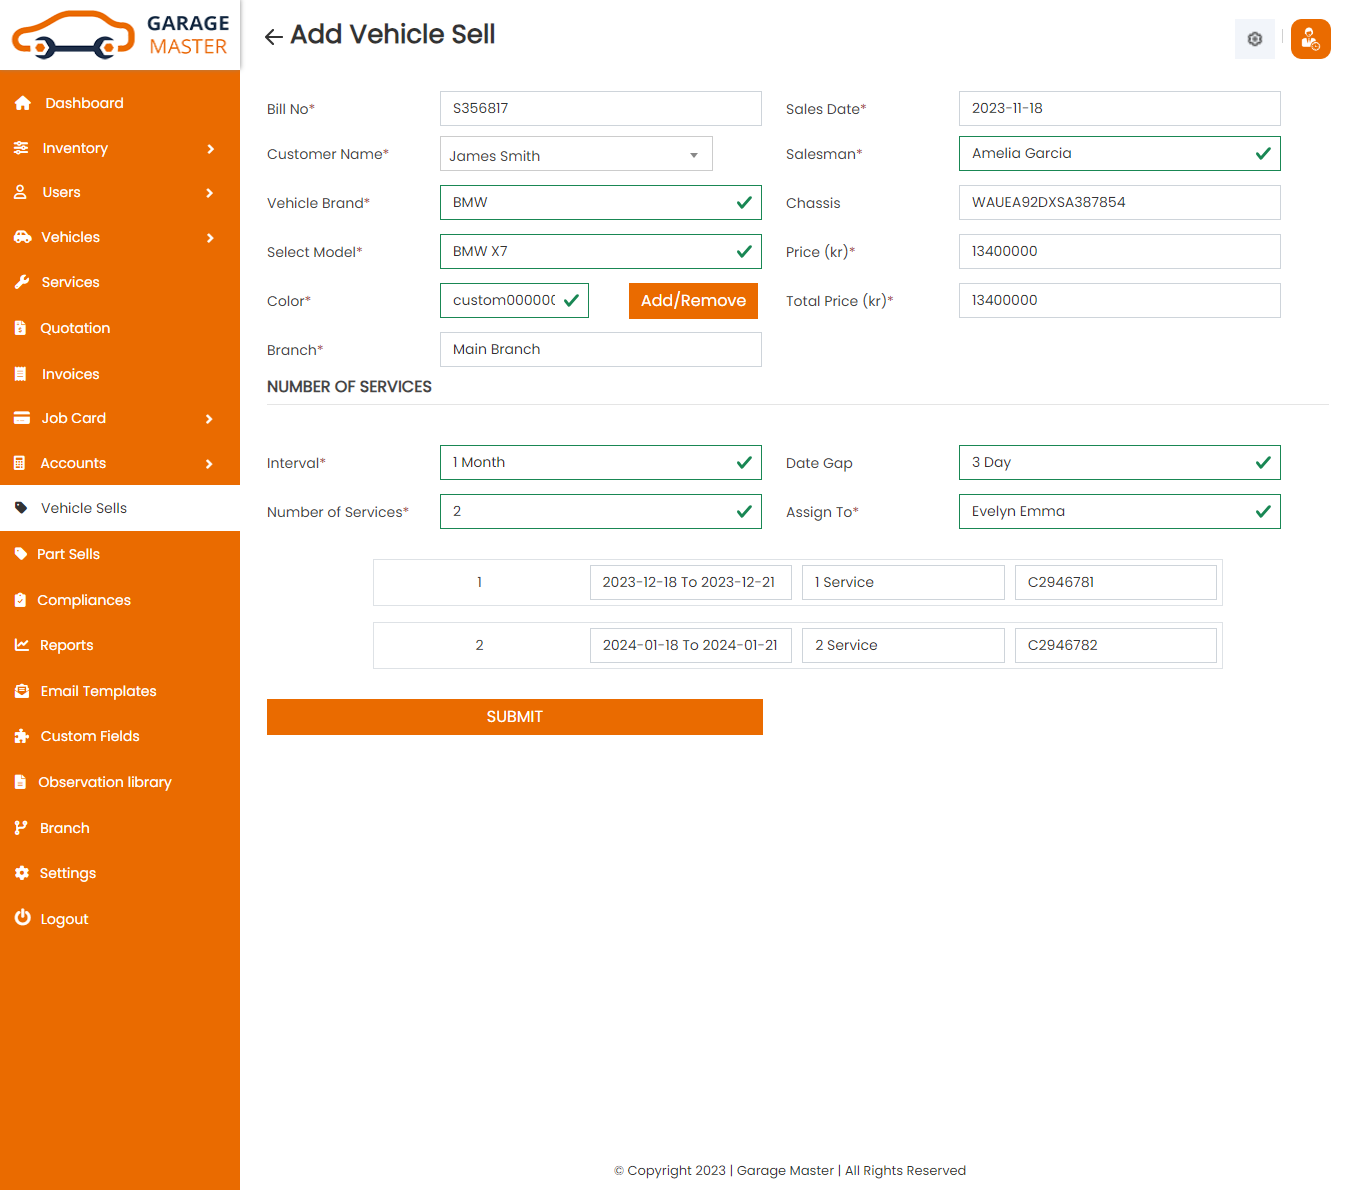 GARAGE
MASTER
Add Vehicle Sell
Dashboard
Inventory
Users
Vehicles
Services
Quotation
Invoices
Job Card
Accounts
Vehicle Sells
Part Sells
Compliances
Reports
Email Templates
Custom Fields
Observation library
Branch
Settings
Logout
Bill No* S356817 Sales Date* 2023-11-18
Customer Name* James Smith Salesman* Amelia Garcia
Vehicle Brand* BMW Chassis WAUEA92DXSA387854
Select Model* BMW X7 Price (kr)* 13400000
Color* custom00000 Add/Remove Total Price (kr)* 13400000
Branch* Main Branch
NUMBER OF SERVICES
Interval* 1 Month Date Gap 3 Day
Number of Services* 2 Assign To* Evelyn Emma
1 2023-12-18 To 2023-12-21 1 Service C2946781
2 2024-01-18 To 2024-01-21 2 Service C2946782
SUBMIT
© Copyright 2023 | Garage Master | All Rights Reserved